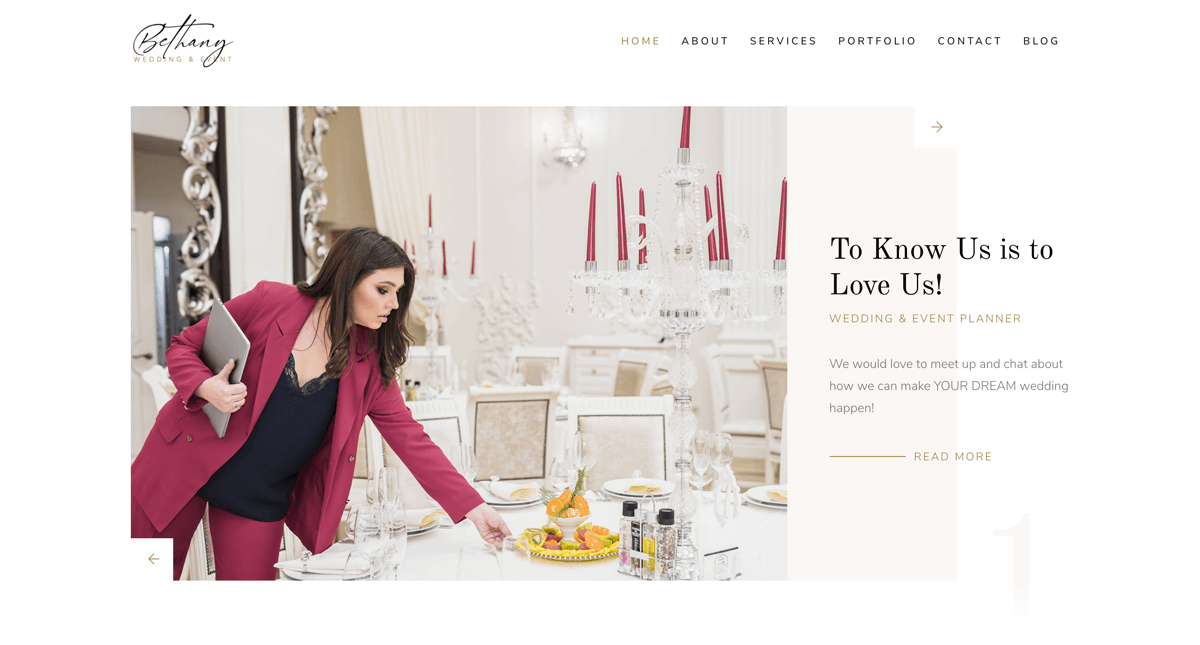 Bethany
WEDDING & EVENT
HOME ABOUT SERVICES PORTFOLIO CONTACT BLOG
To Know Us is to
Love Us!
WEDDING & EVENT PLANNER
We would love to meet up and chat about
how we can make YOUR DREAM wedding
happen!
READ MORE
1